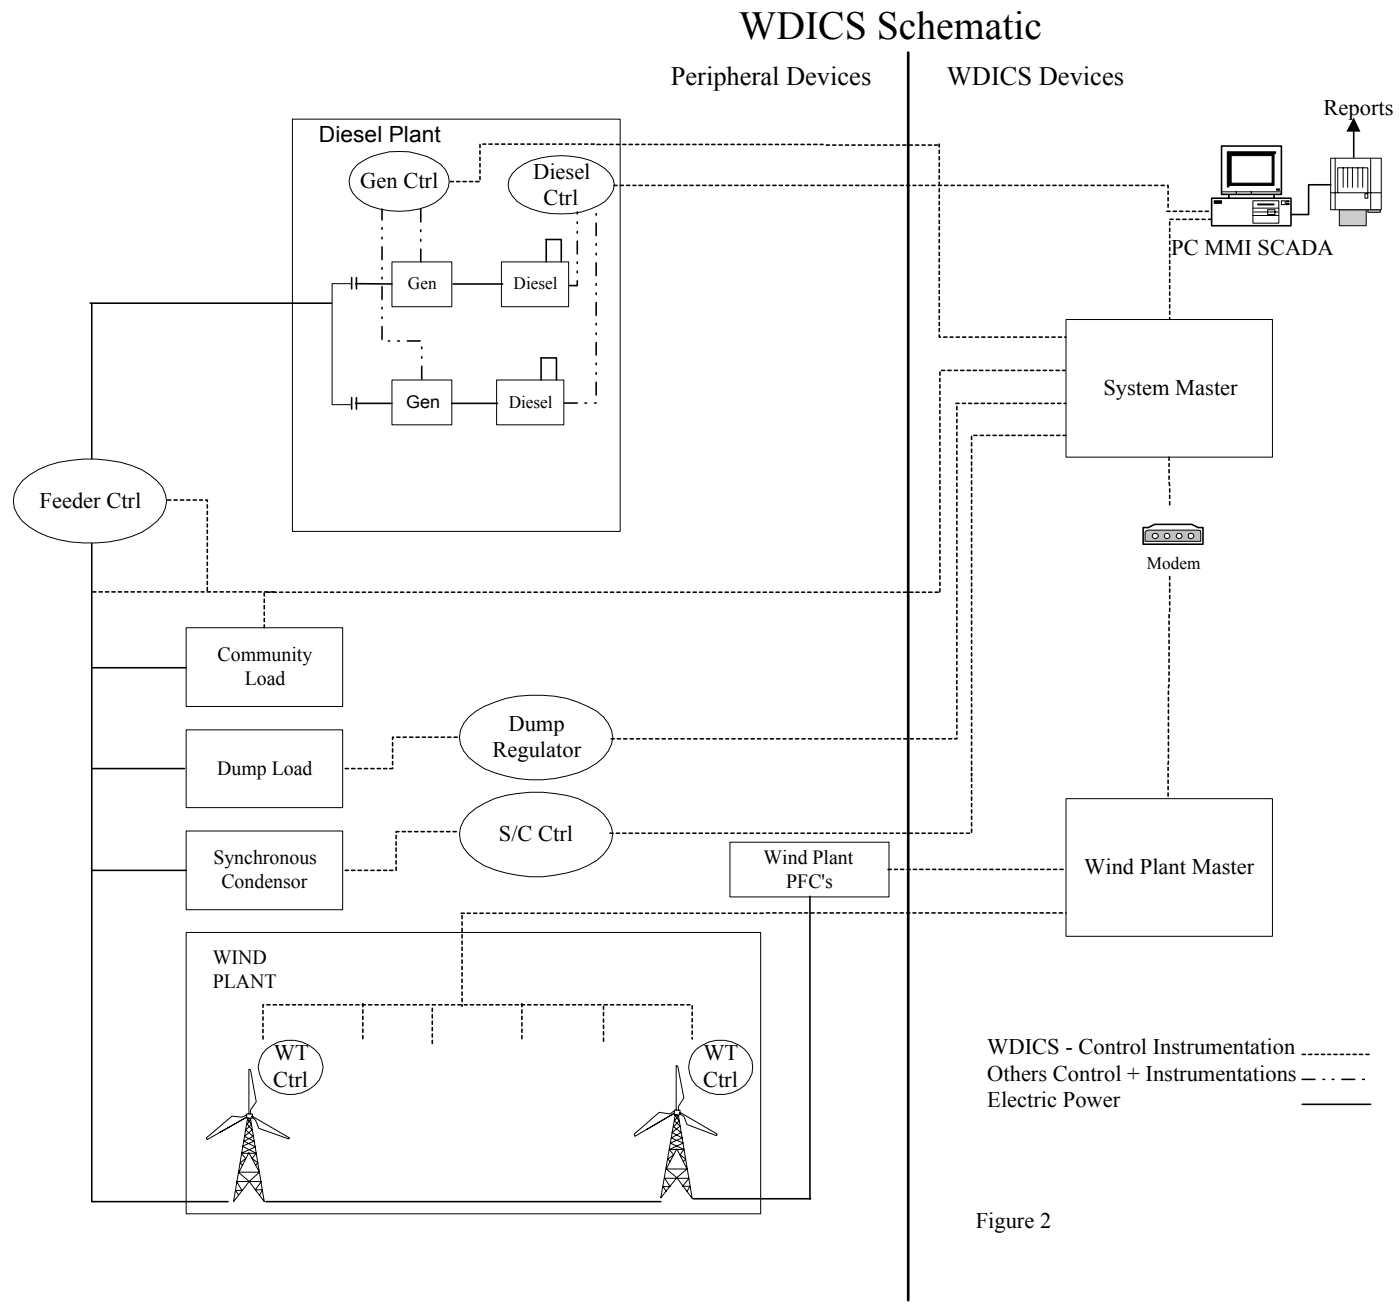 WDICS Schematic
Peripheral Devices
WDICS Devices
Reports
Diesel Plant
Gen Ctrl
Diesel
Ctrl
PC MMI SCADA
Gen
Diesel
System Master
Gen
Diesel
Feeder Ctrl
Modem
Community
Load
Dump
Regulator
Dump Load
S/C Ctrl
Synchronous
Condensor
Wind Plant
PFC's
Wind Plant Master
WIND
PLANT
WT
Ctrl
WT
Ctrl
WDICS - Control Instrumentation
Others Control + Instrumentations
Electric Power
Figure 2